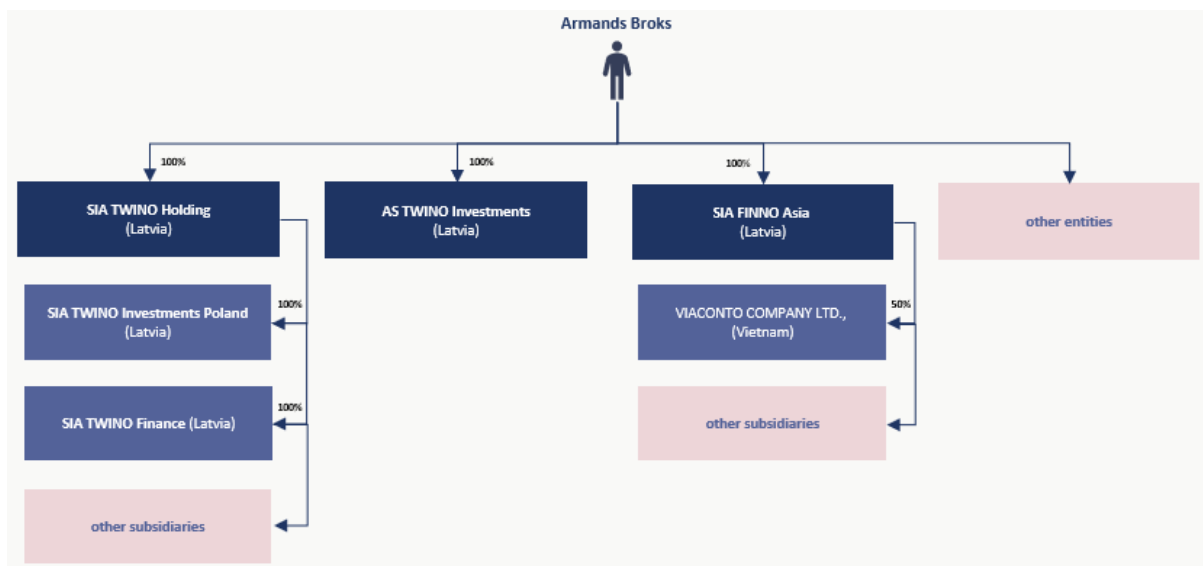 Armands Broks
100%
100%
100%
SIA TWINO Holding
(Latvia)
AS TWINO Investments
(Latvia)
SIA FINNO Asia
(Latvia)
other entities
SIA TWINO Investments Poland
(Latvia)
100%
VIACONTO COMPANY LTD.,
(Vietnam)
50%
SIA TWINO Finance (Latvia)
100%
other subsidiaries
other subsidiaries